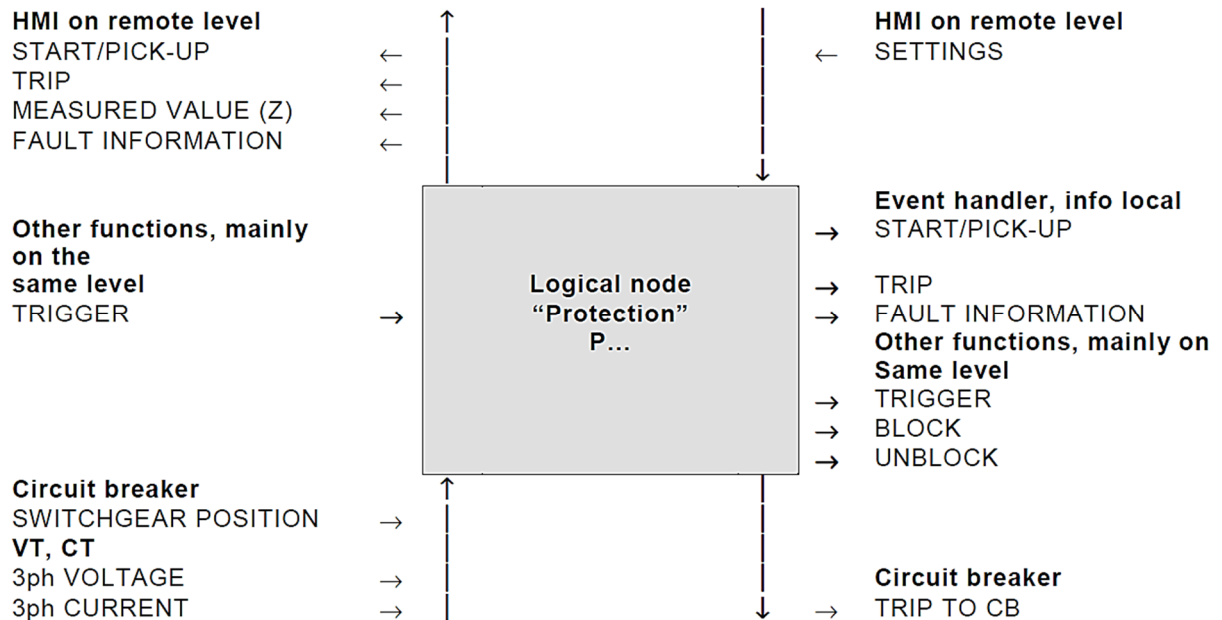 HMI on remote level
START/PICK-UP ←
TRIP ←
MEASURED VALUE (Z) ←
FAULT INFORMATION ←
HMI on remote level
← SETTINGS
Other functions, mainly
on the
same level
TRIGGER →
Logical node
“Protection”
P...
Event handler, info local
→ START/PICK-UP
→ TRIP
→ FAULT INFORMATION
Other functions, mainly on
Same level
→ TRIGGER
→ BLOCK
→ UNBLOCK
Circuit breaker
SWITCHGEAR POSITION →
VT, CT
3ph VOLTAGE →
3ph CURRENT →
Circuit breaker
→ TRIP TO CB